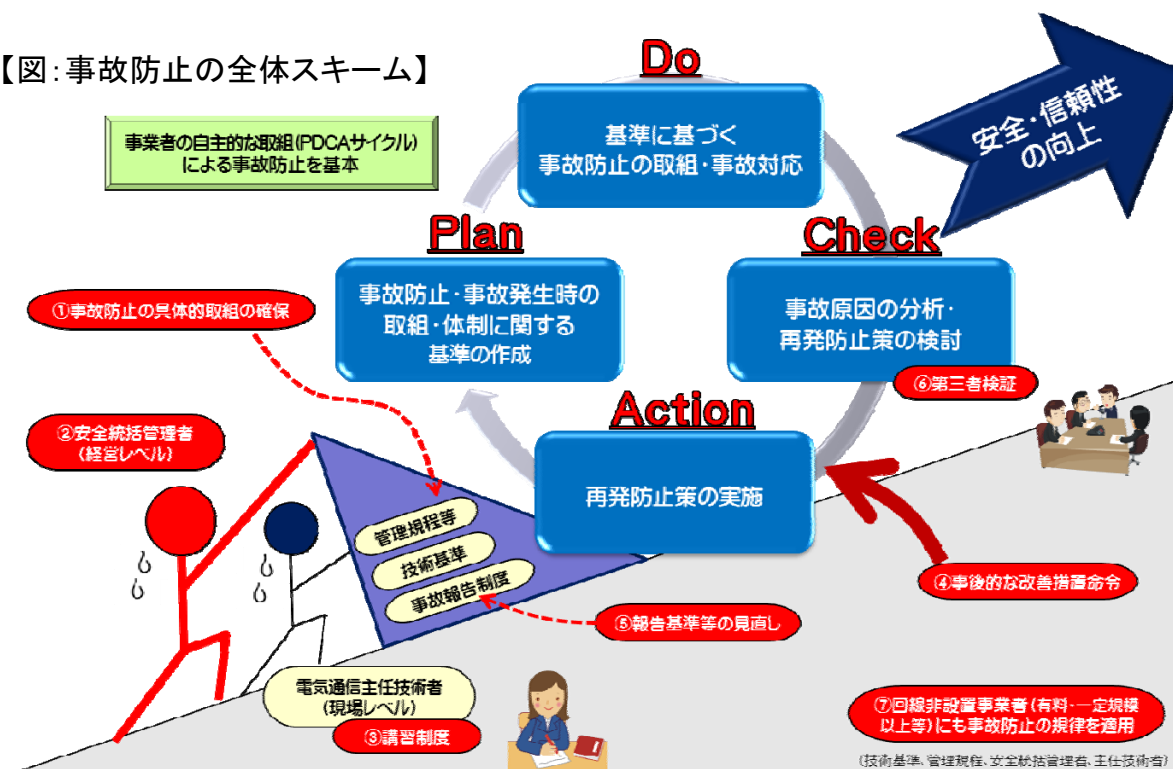 【図:事故防止の全体スキーム】
事業者の自主的な取組(PDCAサイクル)
による事故防止を基本
Do
基準に基づく
事故防止の取組・事故対応
安全・信頼性
の向上
Plan
事故防止・事故発生時の
取組・体制に関する
基準の作成
Check
事故原因の分析・
再発防止策の検討
⑥第三者検証
①事故防止の具体的取組の確保
Action
再発防止策の実施
②安全統括管理者
(経営レベル)
管理規程等
技術基準
事故報告制度
④事後的な改善措置命令
⑤報告基準等の見直し
電気通信主任技術者
(現場レベル)
③講習制度
⑦回線非設置事業者(有料・一定規模
以上等)にも事故防止の規律を適用
(技術基準、管理規程、安全統括管理者、主任技術者)